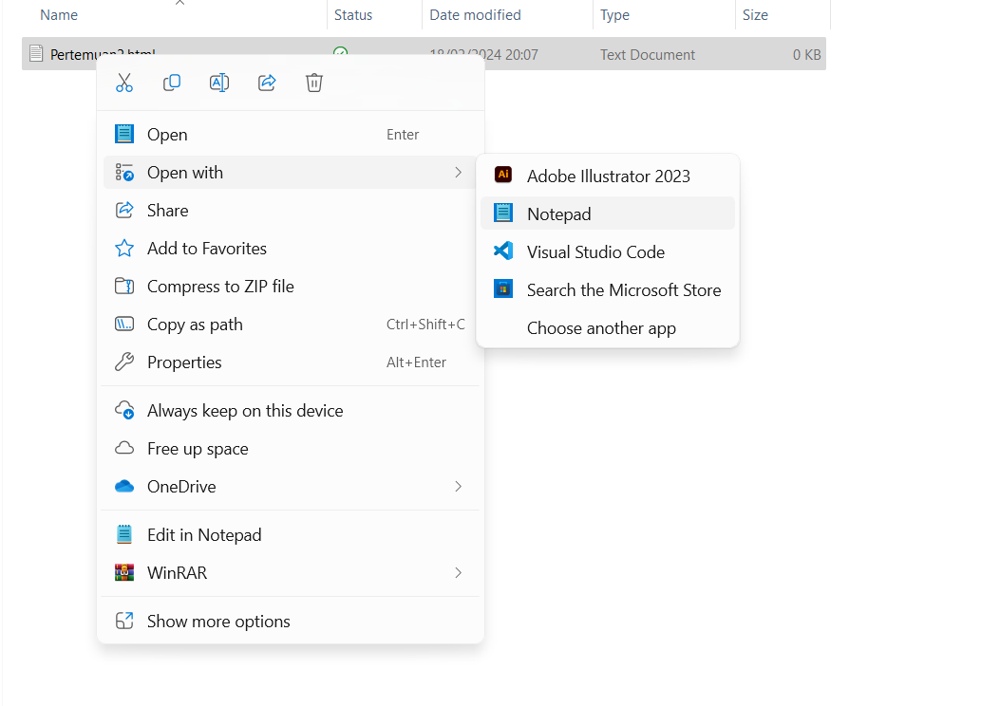 Name Status Date modified Type Size
Pertemuan2.html 18/02/2024 20:07 Text Document 0 KB
Open Enter
Open with
Share
Add to Favorites
Compress to ZIP file
Copy as path Ctrl+Shift+C
Properties Alt+Enter
Always keep on this device
Free up space
OneDrive
Edit in Notepad
WinRAR
Show more options
Ai Adobe Illustrator 2023
Notepad
Visual Studio Code
Search the Microsoft Store
Choose another app